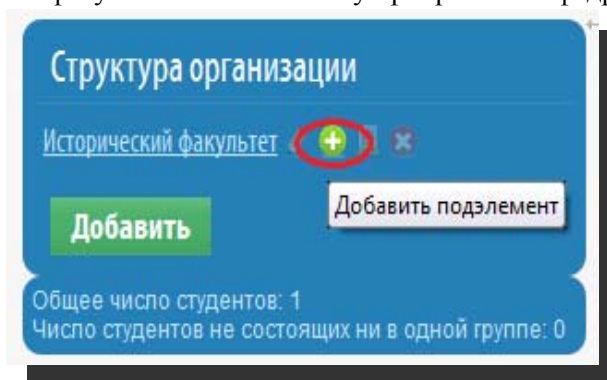 Структура организации
Исторический факультет
Добавить подэлемент
Добавить
Общее число студентов: 1
Число студентов не состоящих ни в одной группе: 0